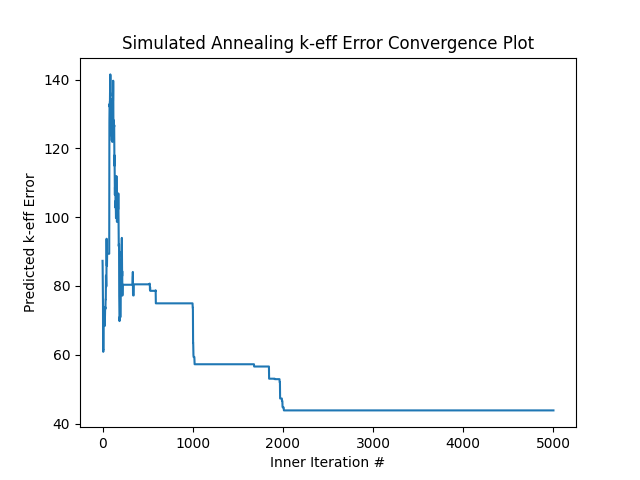 Simulated Annealing k-eff Error Convergence Plot
140
120
100
80
60
40
Predicted k-eff Error
0 1000 2000 3000 4000 5000
Inner Iteration #